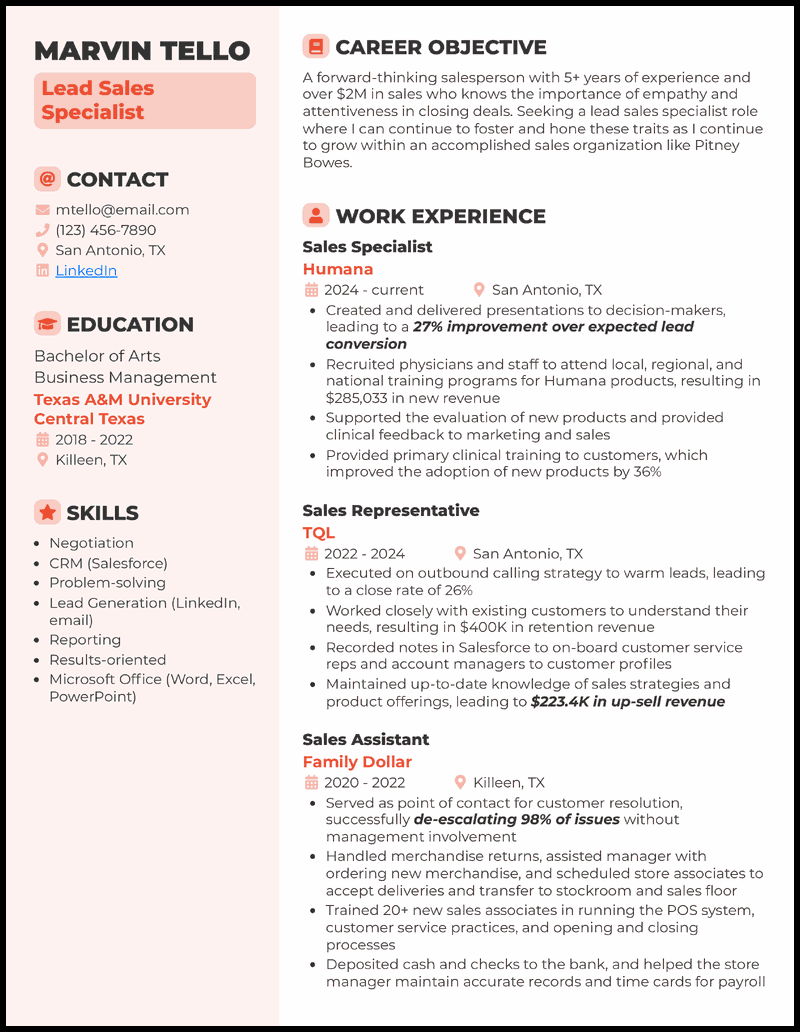 MARVIN TELLO
Lead Sales
Specialist
CONTACT
mtello@email.com
(123) 456-7890
San Antonio, TX
LinkedIn
EDUCATION
Bachelor of Arts
Business Management
Texas A&M University
Central Texas
2018 - 2022
Killeen, TX
SKILLS
• Negotiation
• CRM (Salesforce)
• Problem-solving
• Lead Generation (LinkedIn,
email)
• Reporting
• Results-oriented
• Microsoft Office (Word, Excel,
PowerPoint)
CAREER OBJECTIVE
A forward-thinking salesperson with 5+ years of experience and
over $2M in sales who knows the importance of empathy and
attentiveness in closing deals. Seeking a lead sales specialist role
where I can continue to foster and hone these traits as I continue
to grow within an accomplished sales organization like Pitney
Bowes.
WORK EXPERIENCE
Sales Specialist
Humana
2024 - current San Antonio, TX
• Created and delivered presentations to decision-makers,
leading to a 27% improvement over expected lead
conversion
• Recruited physicians and staff to attend local, regional, and
national training programs for Humana products, resulting in
$285,033 in new revenue
• Supported the evaluation of new products and provided
clinical feedback to marketing and sales
• Provided primary clinical training to customers, which
improved the adoption of new products by 36%
Sales Representative
TQL
2022 - 2024 San Antonio, TX
• Executed on outbound calling strategy to warm leads, leading
to a close rate of 26%
• Worked closely with existing customers to understand their
needs, resulting in $400K in retention revenue
• Recorded notes in Salesforce to on-board customer service
reps and account managers to customer profiles
• Maintained up-to-date knowledge of sales strategies and
product offerings, leading to $223.4K in up-sell revenue
Sales Assistant
Family Dollar
2020 - 2022 Killeen, TX
• Served as point of contact for customer resolution,
successfully de-escalating 98% of issues without
management involvement
• Handled merchandise returns, assisted manager with
ordering new merchandise, and scheduled store associates to
accept deliveries and transfer to stockroom and sales floor
• Trained 20+ new sales associates in running the POS system,
customer service practices, and opening and closing
processes
• Deposited cash and checks to the bank, and helped the store
manager maintain accurate records and time cards for payroll